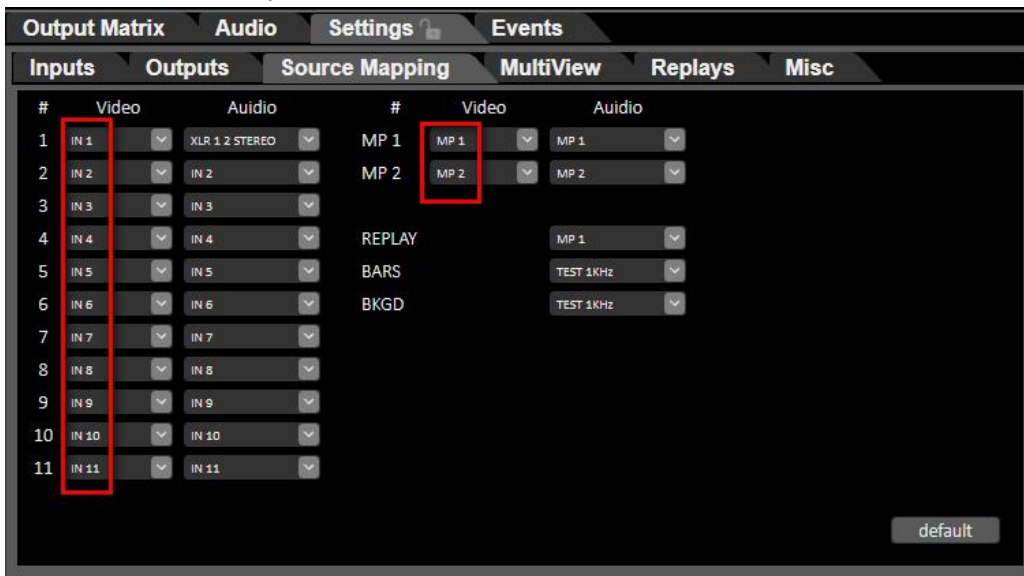 Output Matrix Audio Settings Events
Inputs Outputs Source Mapping MultiView Replays Misc
# Video Auidio # Video Auidio
1 IN 1 XLR 1 2 STEREO MP 1 MP 1 MP 1
2 IN 2 IN 2 MP 2 MP 2 MP 2
3 IN 3 IN 3
4 IN 4 IN 4 REPLAY MP 1
5 IN 5 IN 5 BARS TEST 1KHz
6 IN 6 IN 6 BKGD TEST 1KHz
7 IN 7 IN 7
8 IN 8 IN 8
9 IN 9 IN 9
10 IN 10 IN 10
11 IN 11 IN 11
default